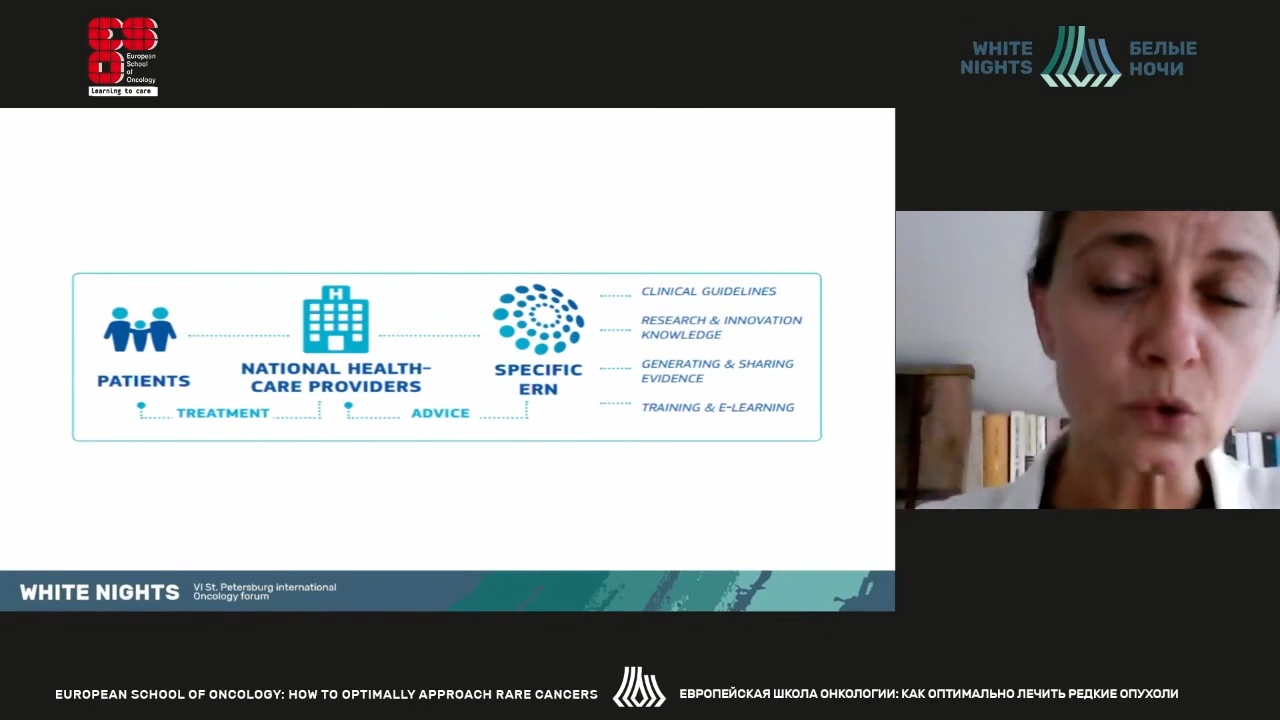 European
School
of
Oncology
Learning to care
WHITE
NIGHTS
БЕЛЫЕ
НОЧИ
H
PATIENTS
NATIONAL HEALTH-
CARE PROVIDERS
SPECIFIC
ERN
TREATMENT
ADVICE
CLINICAL GUIDELINES
RESEARCH & INNOVATION
KNOWLEDGE
GENERATING & SHARING
EVIDENCE
TRAINING & E-LEARNING
WHITE NIGHTS
VI St. Petersburg international
Oncology forum
EUROPEAN SCHOOL OF ONCOLOGY: HOW TO OPTIMALLY APPROACH RARE CANCERS
ЕВРОПЕЙСКАЯ ШКОЛА ОНКОЛОГИИ: КАК ОПТИМАЛЬНО ЛЕЧИТЬ РЕДКИЕ ОПУХОЛИ